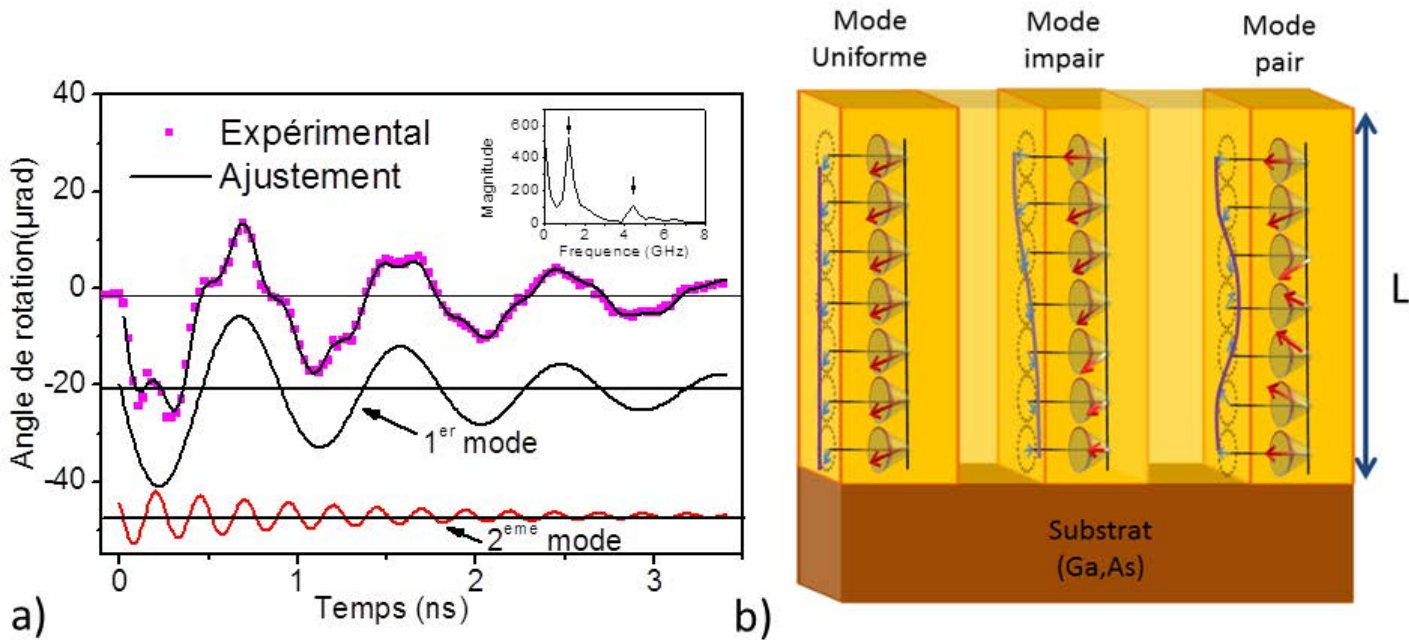 40
20
0
-20
-40
Angle de rotation(µrad)
Expérimental
Ajustement
600
400
200
0
Magnitude
0 2 4 6 8
Frequence (GHz)
1er mode
2eme mode
0 1 2 3
Temps (ns)
a)
Mode
Uniforme
Mode
impair
Mode
pair
L
Substrat
(Ga,As)
b)